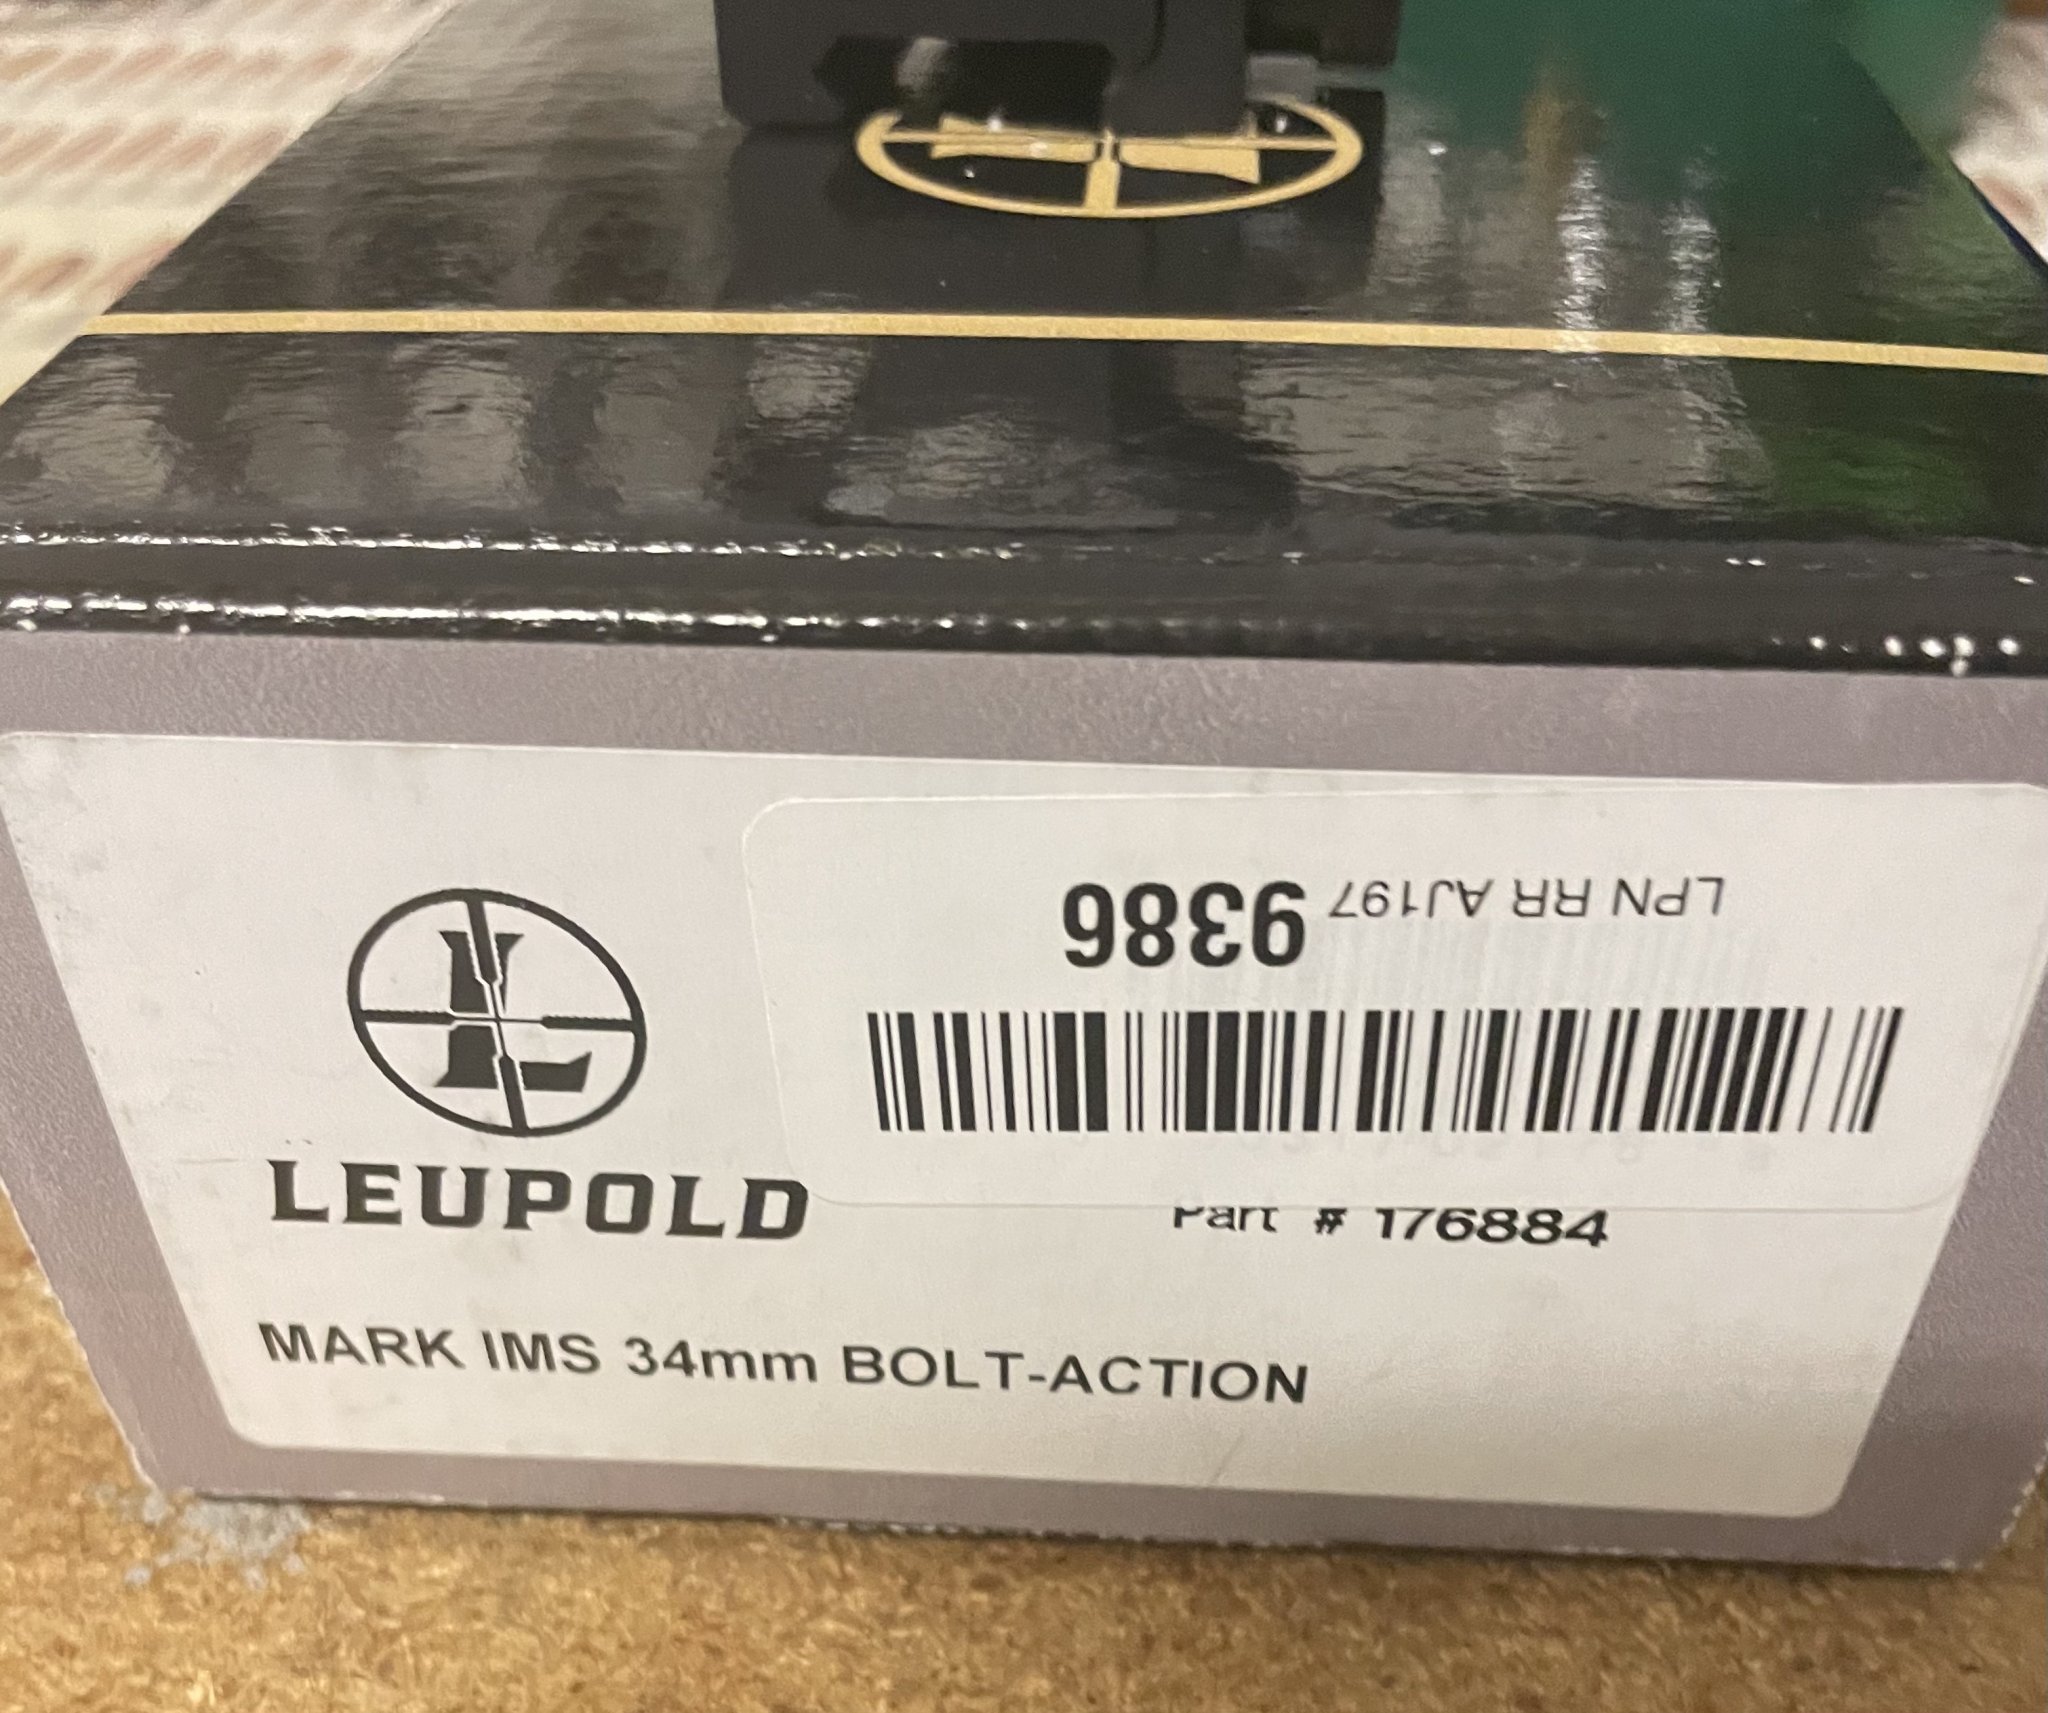 LPN RR AJ197 9386
L
LEUPOLD
Part # 176884
MARK IMS 34mm BOLT-ACTION